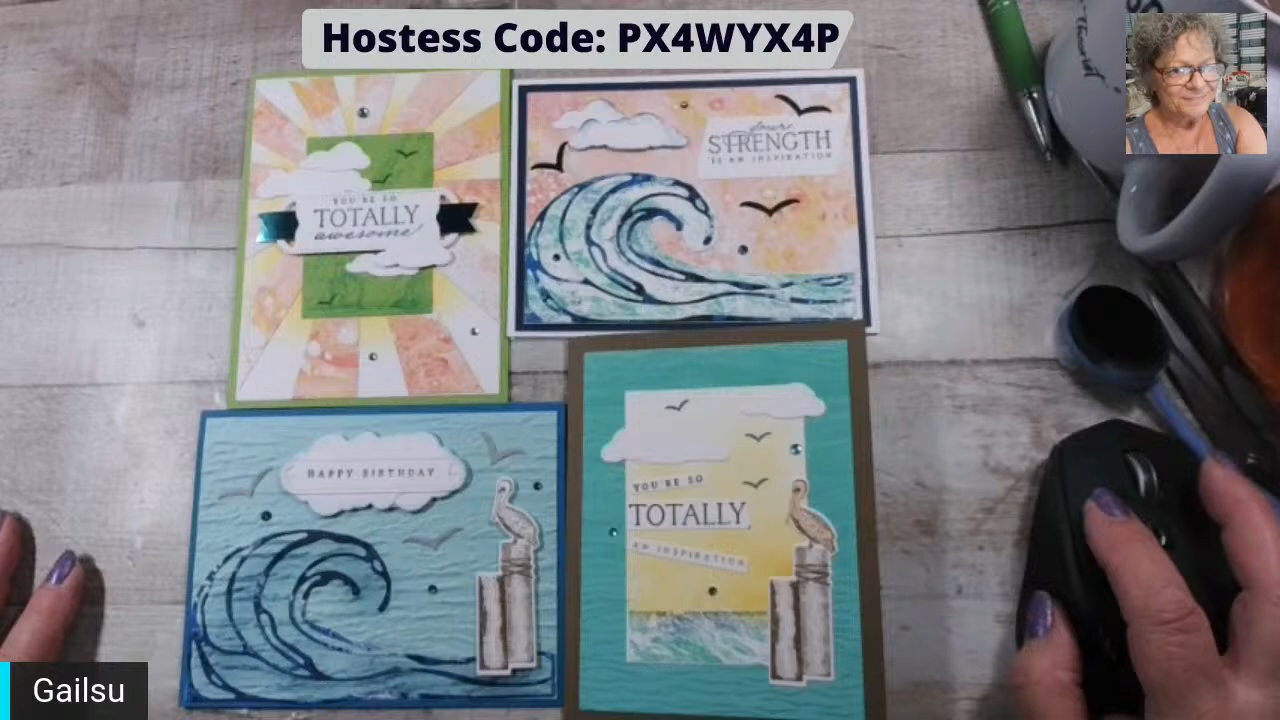 Hostess Code: PX4WYX4P
YOU'RE SO
TOTALLY
awesome!
your
STRENGTH
IS AN INSPIRATION
HAPPY BIRTHDAY
YOU'RE SO
TOTALLY
AN INSPIRATION
Gailsu